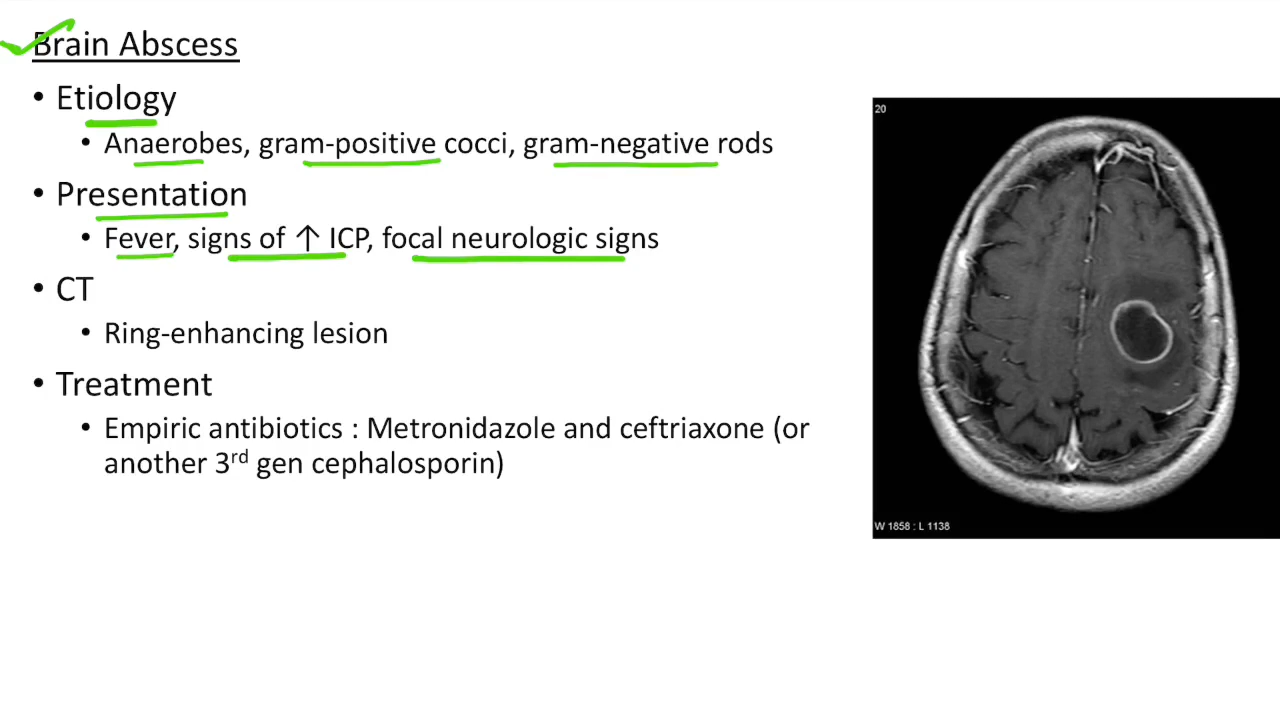 Brain Abscess
• Etiology
• Anaerobes, gram-positive cocci, gram-negative rods
• Presentation
• Fever, signs of ↑ ICP, focal neurologic signs
• CT
• Ring-enhancing lesion
• Treatment
• Empiric antibiotics : Metronidazole and ceftriaxone (or
another 3rd gen cephalosporin)
20
W 1858 : L 1138